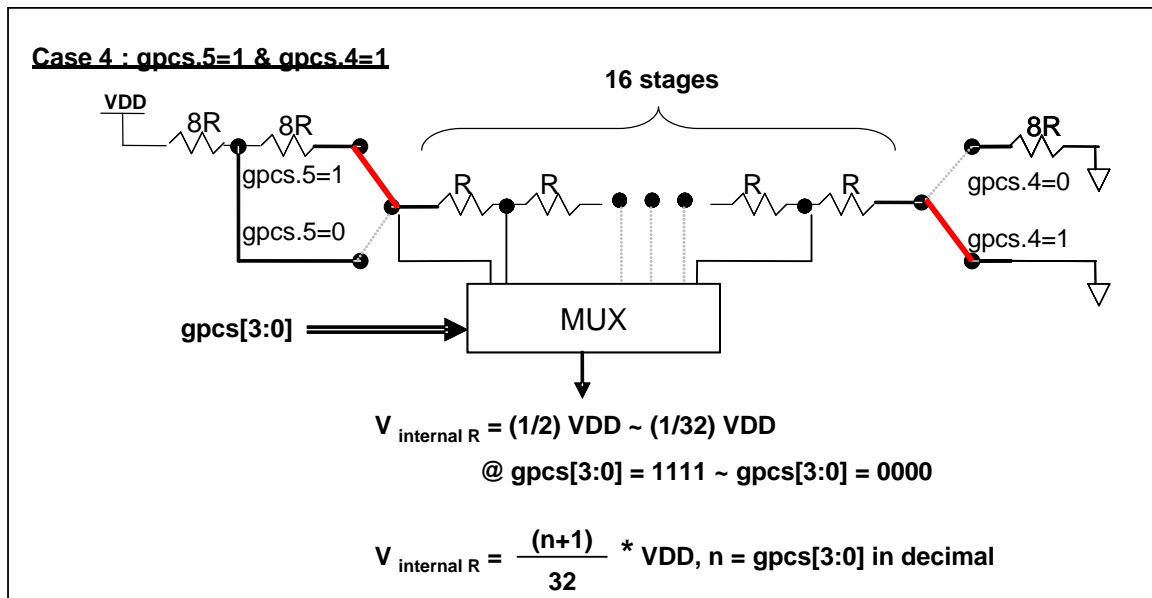 Case 4 : gpcs.5=1 & gpcs.4=1
16 stages
VDD
8R
8R
8R
gpcs.5=1
R
R
R
R
gpcs.4=0
gpcs.5=0
gpcs.4=1
MUX
gpcs[3:0]
V internal R = (1/2) VDD ~ (1/32) VDD
@ gpcs[3:0] = 1111 ~ gpcs[3:0] = 0000
V internal R = (n+1) / 32 * VDD, n = gpcs[3:0] in decimal